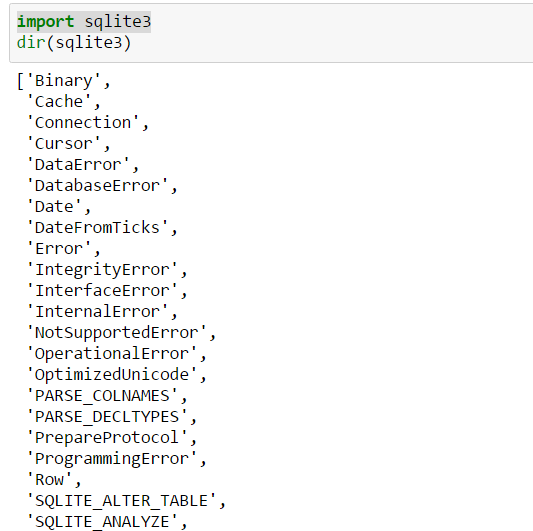 import sqlite3
dir(sqlite3)
['Binary',
'Cache',
'Connection',
'Cursor',
'DataError',
'DatabaseError',
'Date',
'DateFromTicks',
'Error',
'IntegrityError',
'InterfaceError',
'InternalError',
'NotSupportedError',
'OperationalError',
'OptimizedUnicode',
'PARSE_COLNAMES',
'PARSE_DECLTYPES',
'PrepareProtocol',
'ProgrammingError',
'Row',
'SQLITE_ALTER_TABLE',
'SQLITE_ANALYZE',